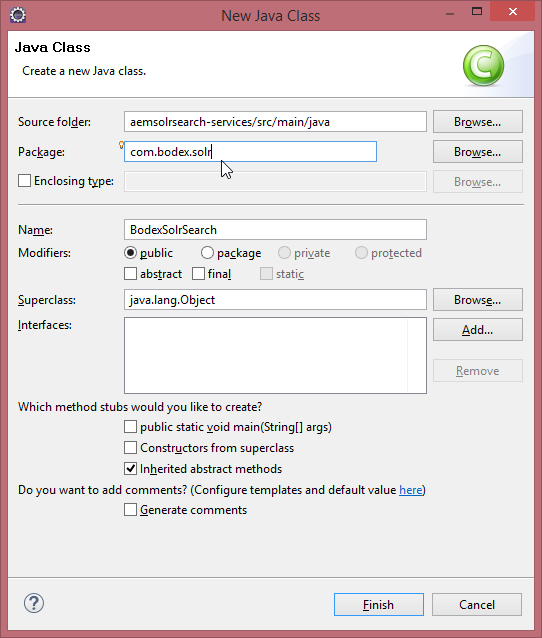 New Java Class
Java Class
Create a new Java class.
C
Source folder: aemsolrsearch-services/src/main/java Browse...
Package: com.bodex.solr Browse...
Enclosing type: Browse...
Name: BodexSolrSearch
Modifiers: public package private protected
abstract final static
Superclass: java.lang.Object Browse...
Interfaces: Add...
Remove
Which method stubs would you like to create?
public static void main(String[] args)
Constructors from superclass
Inherited abstract methods
Do you want to add comments? (Configure templates and default value here)
Generate comments
? Finish Cancel